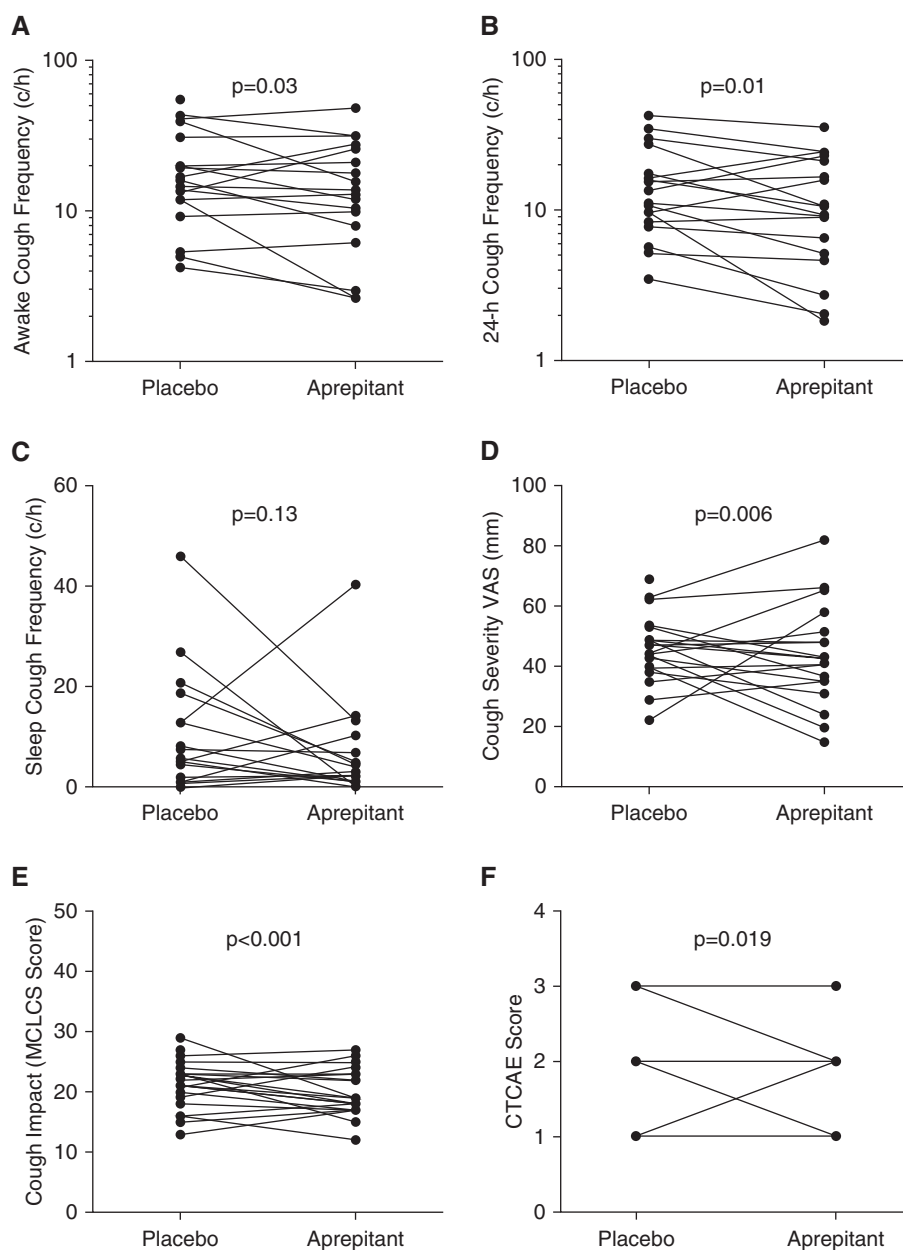 A
Awake Cough Frequency (c/h)
100
10
1
p=0.03
Placebo
Aprepitant
B
24-h Cough Frequency (c/h)
100
10
1
p=0.01
Placebo
Aprepitant
C
Sleep Cough Frequency (c/h)
60
40
20
0
p=0.13
Placebo
Aprepitant
D
Cough Severity VAS (mm)
100
80
60
40
20
0
p=0.006
Placebo
Aprepitant
E
Cough Impact (MCLCS Score)
50
40
30
20
10
0
p<0.001
Placebo
Aprepitant
F
CTCAE Score
4
3
2
1
0
p=0.019
Placebo
Aprepitant